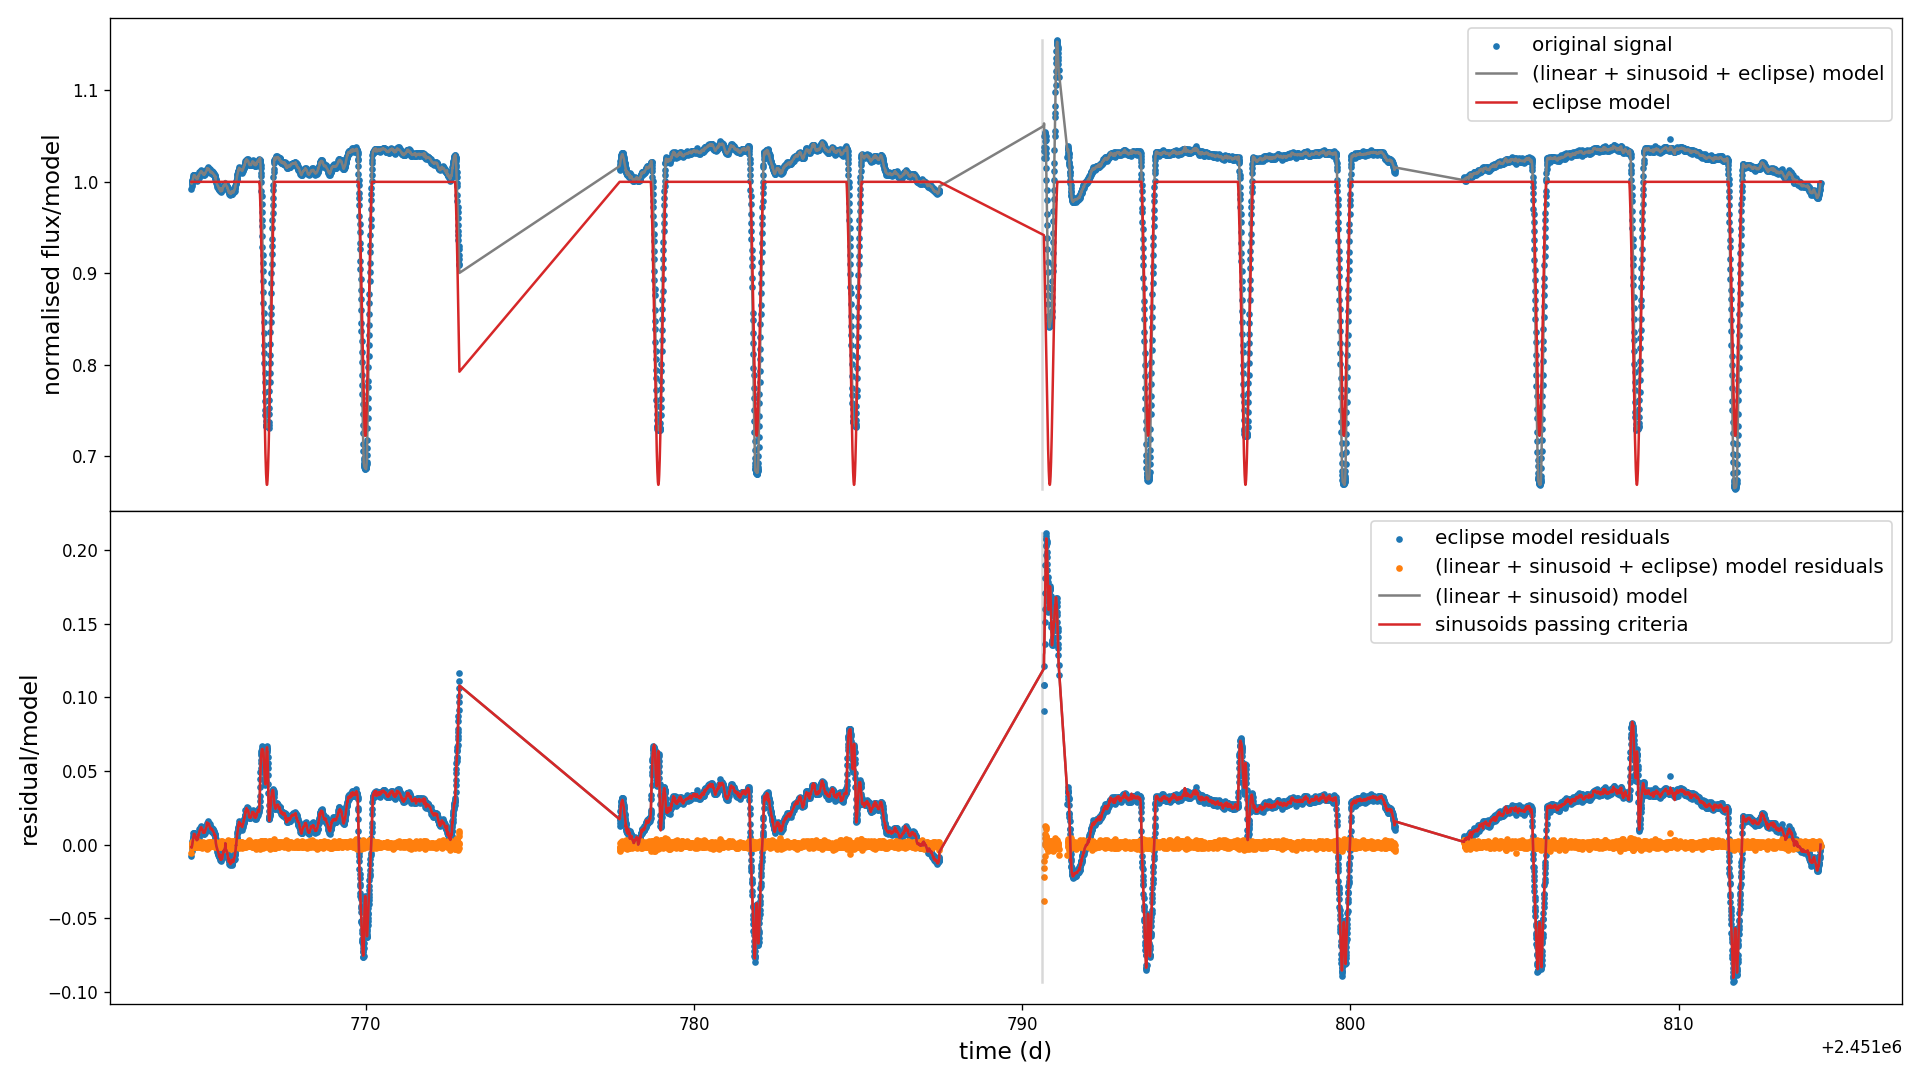 original signal
(linear + sinusoid + eclipse) model
eclipse model
normalised flux/model
1.1
1.0
0.9
0.8
0.7
eclipse model residuals
(linear + sinusoid + eclipse) model residuals
(linear + sinusoid) model
sinusoids passing criteria
residual/model
0.20
0.15
0.10
0.05
0.00
−0.05
−0.10
770 780 790 800 810
time (d)
+2.451e6